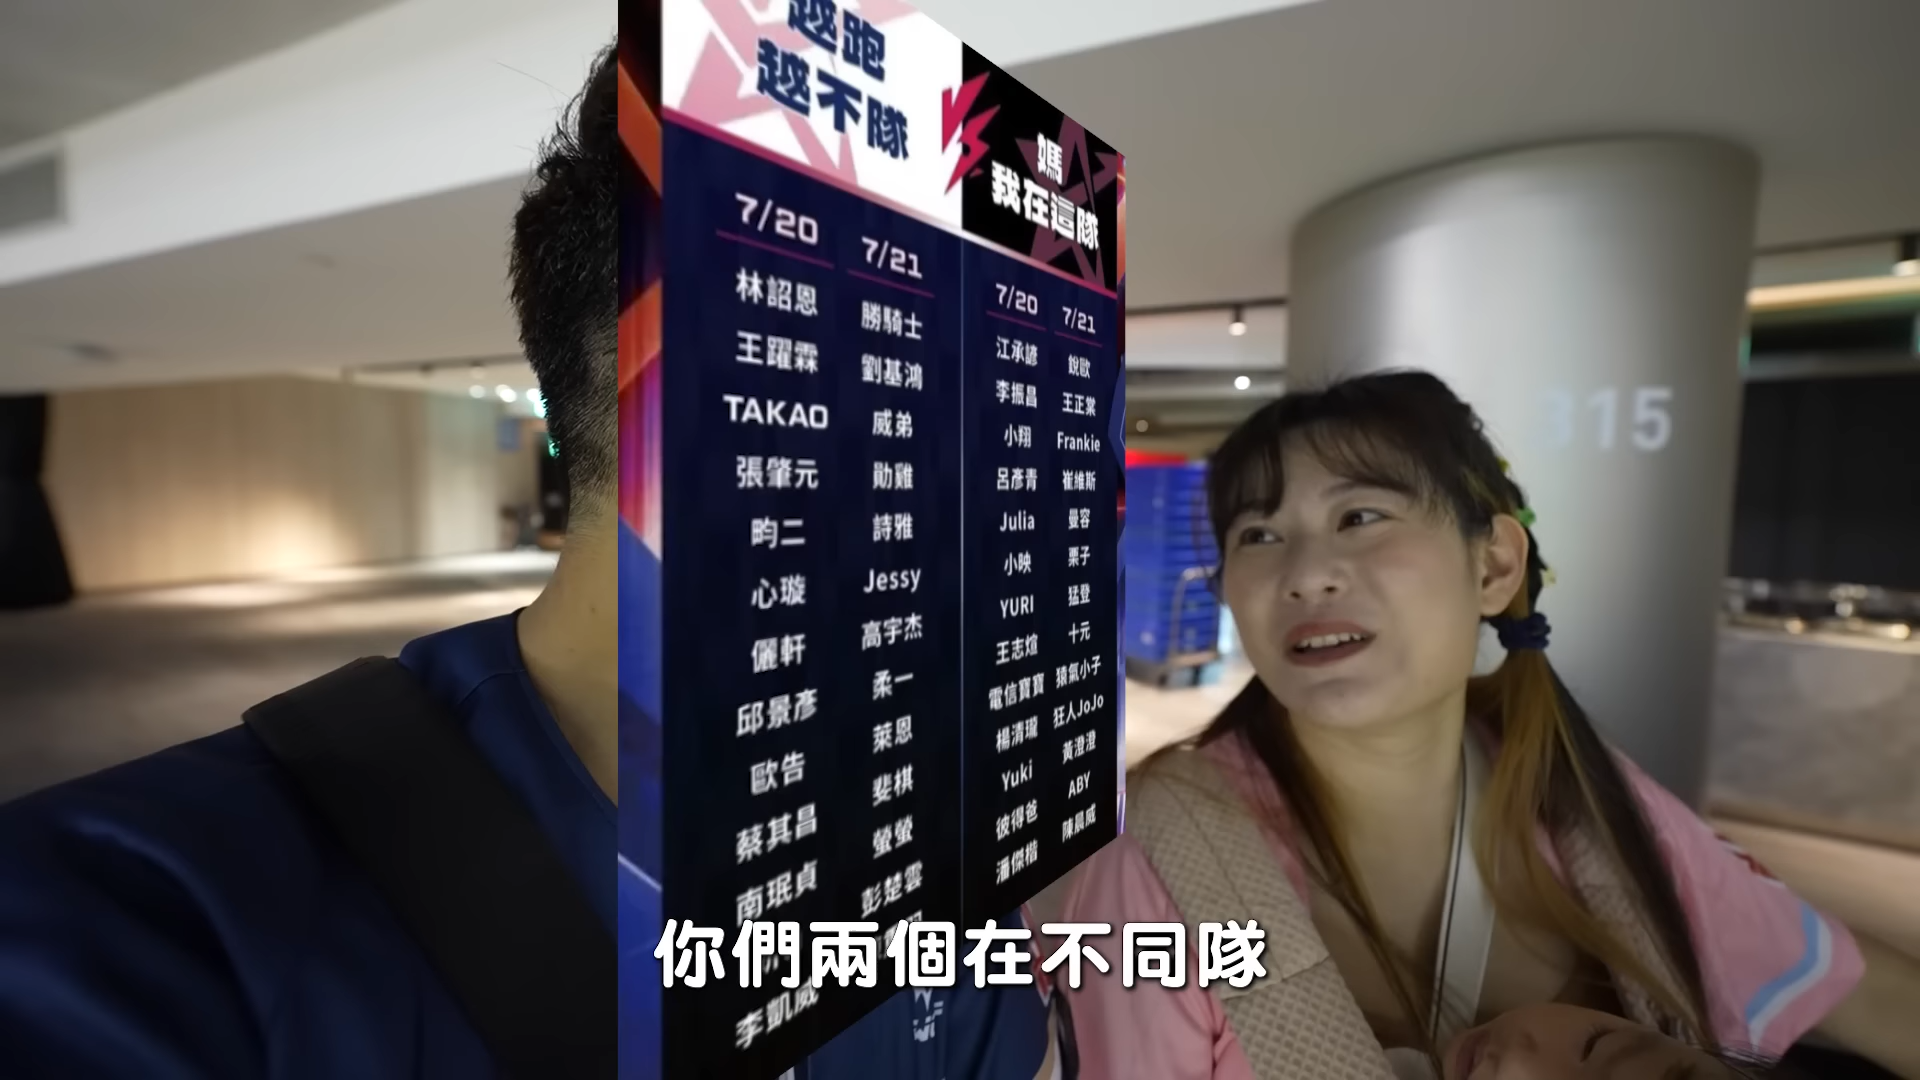 越跑
越不隊
VS
媽
我在這隊
7/20
林詔恩
王躍霖
TAKAO
張肇元
畇二
心璇
儷軒
邱景彥
歐告
蔡其昌
南珉貞
李凱威
7/21
勝騎士
劉基鴻
威弟
勛雞
詩雅
Jessy
高宇杰
柔一
萊恩
斐棋
螢螢
彭楚雲
7/20
江承諺
李振昌
小翔
呂彥青
Julia
小映
YURI
王志煊
電信寶寶
楊清瓏
Yuki
彼得爸
潘傑楷
7/21
銳歐
王正棠
Frankie
崔維斯
曼容
栗子
猛登
十元
猿氣小子
狂人JoJo
黃澄澄
ABY
陳晨威
315
你們兩個在不同隊